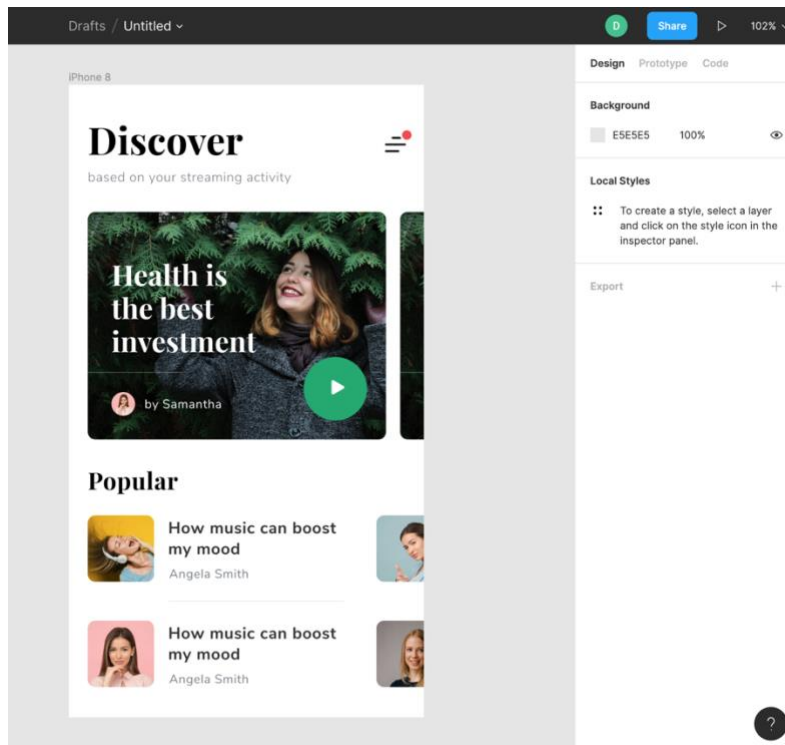 Drafts / Untitled
D
Share
102%
Design Prototype Code
iPhone 8
Background
E5E5E5 100%
Local Styles
To create a style, select a layer
and click on the style icon in the
inspector panel.
Export
Discover
based on your streaming activity
Health is
the best
investment
by Samantha
Popular
How music can boost
my mood
Angela Smith
How music can boost
my mood
Angela Smith
?